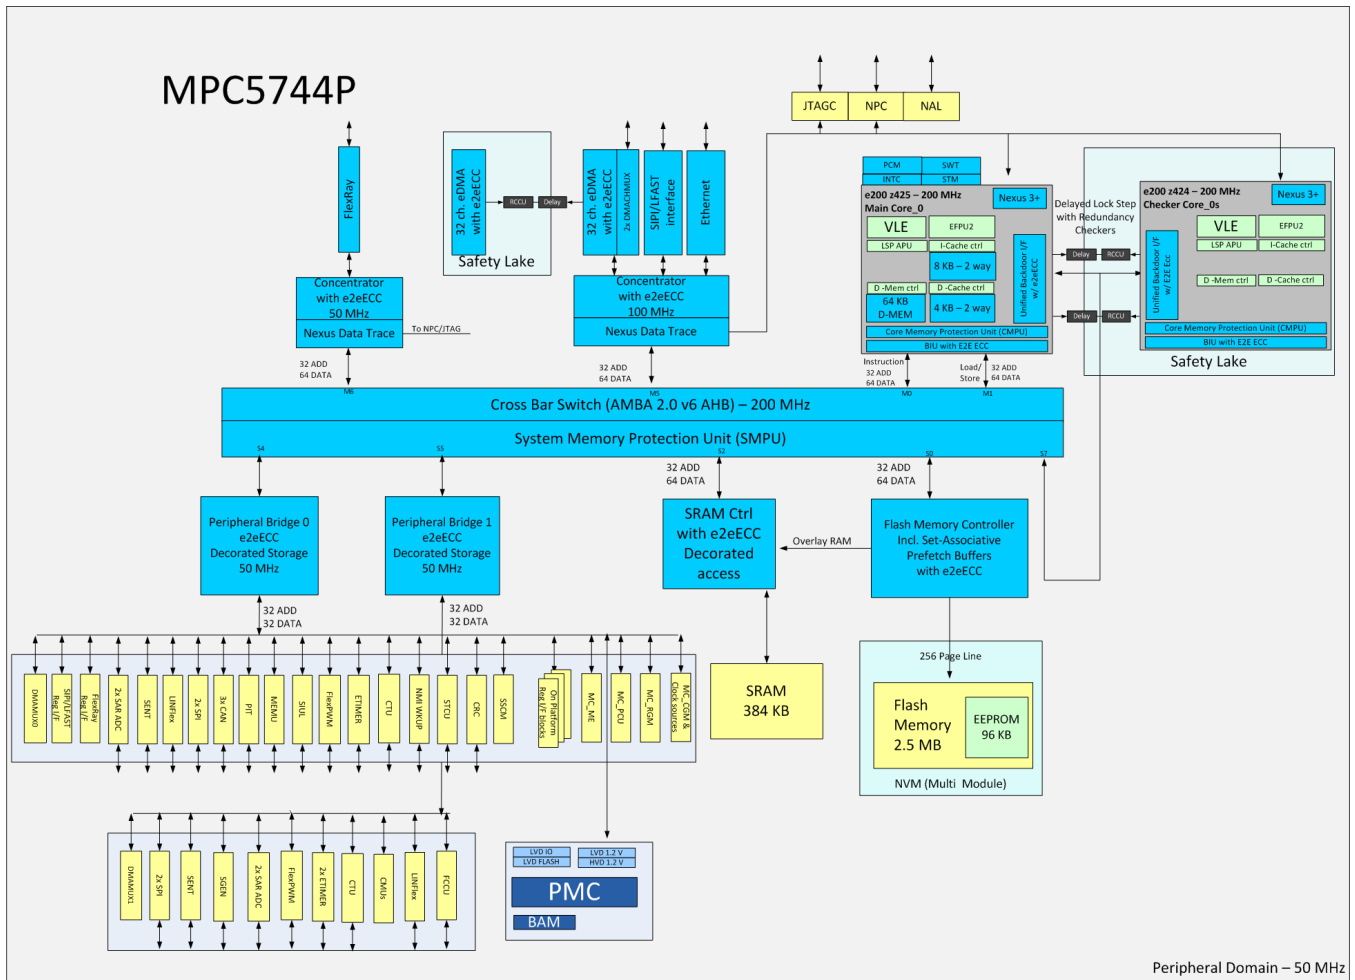 MPC5744P
JTAGC
NPC
NAL
FlexRay
32 ch. eDMA
with e2eECC
RCCU
Delay
Safety Lake
32 ch. eDMA
with e2eECC
2x DMACHMUX
SIPI/LFAST
interface
Ethernet
Concentrator
with e2eECC
50 MHz
Nexus Data Trace
To NPC/JTAG
Concentrator
with e2eECC
100 MHz
Nexus Data Trace
PCM
SWT
INTC
STM
e200 z425 – 200 MHz
Main Core_0
Nexus 3+
VLE
EFPU2
LSP APU
I-Cache ctrl
8 KB – 2 way
D -Mem ctrl
D -Cache ctrl
64 KB
D-MEM
4 KB – 2 way
Unified Backdoor I/F
w/ e2eECC
Core Memory Protection Unit (CMPU)
BIU with E2E ECC
Delayed Lock Step
with Redundancy
Checkers
Delay
RCCU
Delay
RCCU
e200 z424 – 200 MHz
Checker Core_0s
Nexus 3+
VLE
EFPU2
LSP APU
I-Cache ctrl
Unified Backdoor I/F
w/ E2E Ecc
D -Mem ctrl
D -Cache ctrl
Core Memory Protection Unit (CMPU)
BIU with E2E ECC
Safety Lake
32 ADD
64 DATA
32 ADD
64 DATA
Instruction
32 ADD
64 DATA
Load/
Store
32 ADD
64 DATA
M6
M5
M0
M1
Cross Bar Switch (AMBA 2.0 v6 AHB) – 200 MHz
System Memory Protection Unit (SMPU)
S4
S5
S2
S0
S7
32 ADD
64 DATA
32 ADD
64 DATA
Peripheral Bridge 0
e2eECC
Decorated Storage
50 MHz
Peripheral Bridge 1
e2eECC
Decorated Storage
50 MHz
SRAM Ctrl
with e2eECC
Decorated
access
Overlay RAM
Flash Memory Controller
Incl. Set-Associative
Prefetch Buffers
with e2eECC
32 ADD
32 DATA
32 ADD
32 DATA
DMAMUX0
SIPI/LFAST
Reg I/F
FlexRay
Reg I/F
2x SAR ADC
SENT
LINFlex
2x SPI
3x CAN
PIT
MEMU
SIUL
FlexPWM
ETIMER
CTU
NMI WKUP
STCU
CRC
SSCM
On Platform
Reg I/F blocks
MC_ME
MC_PCU
MC_RGM
MC_CGM &
Clock sources
SRAM
384 KB
256 Page Line
Flash
Memory
2.5 MB
EEPROM
96 KB
NVM (Multi Module)
DMAMUX1
2x SPI
SENT
SGEN
2x SAR ADC
FlexPWM
2x ETIMER
CTU
CMUs
LINFlex
FCCU
LVD IO
LVD 1.2 V
LVD FLASH
HVD 1.2 V
PMC
BAM
Peripheral Domain – 50 MHz